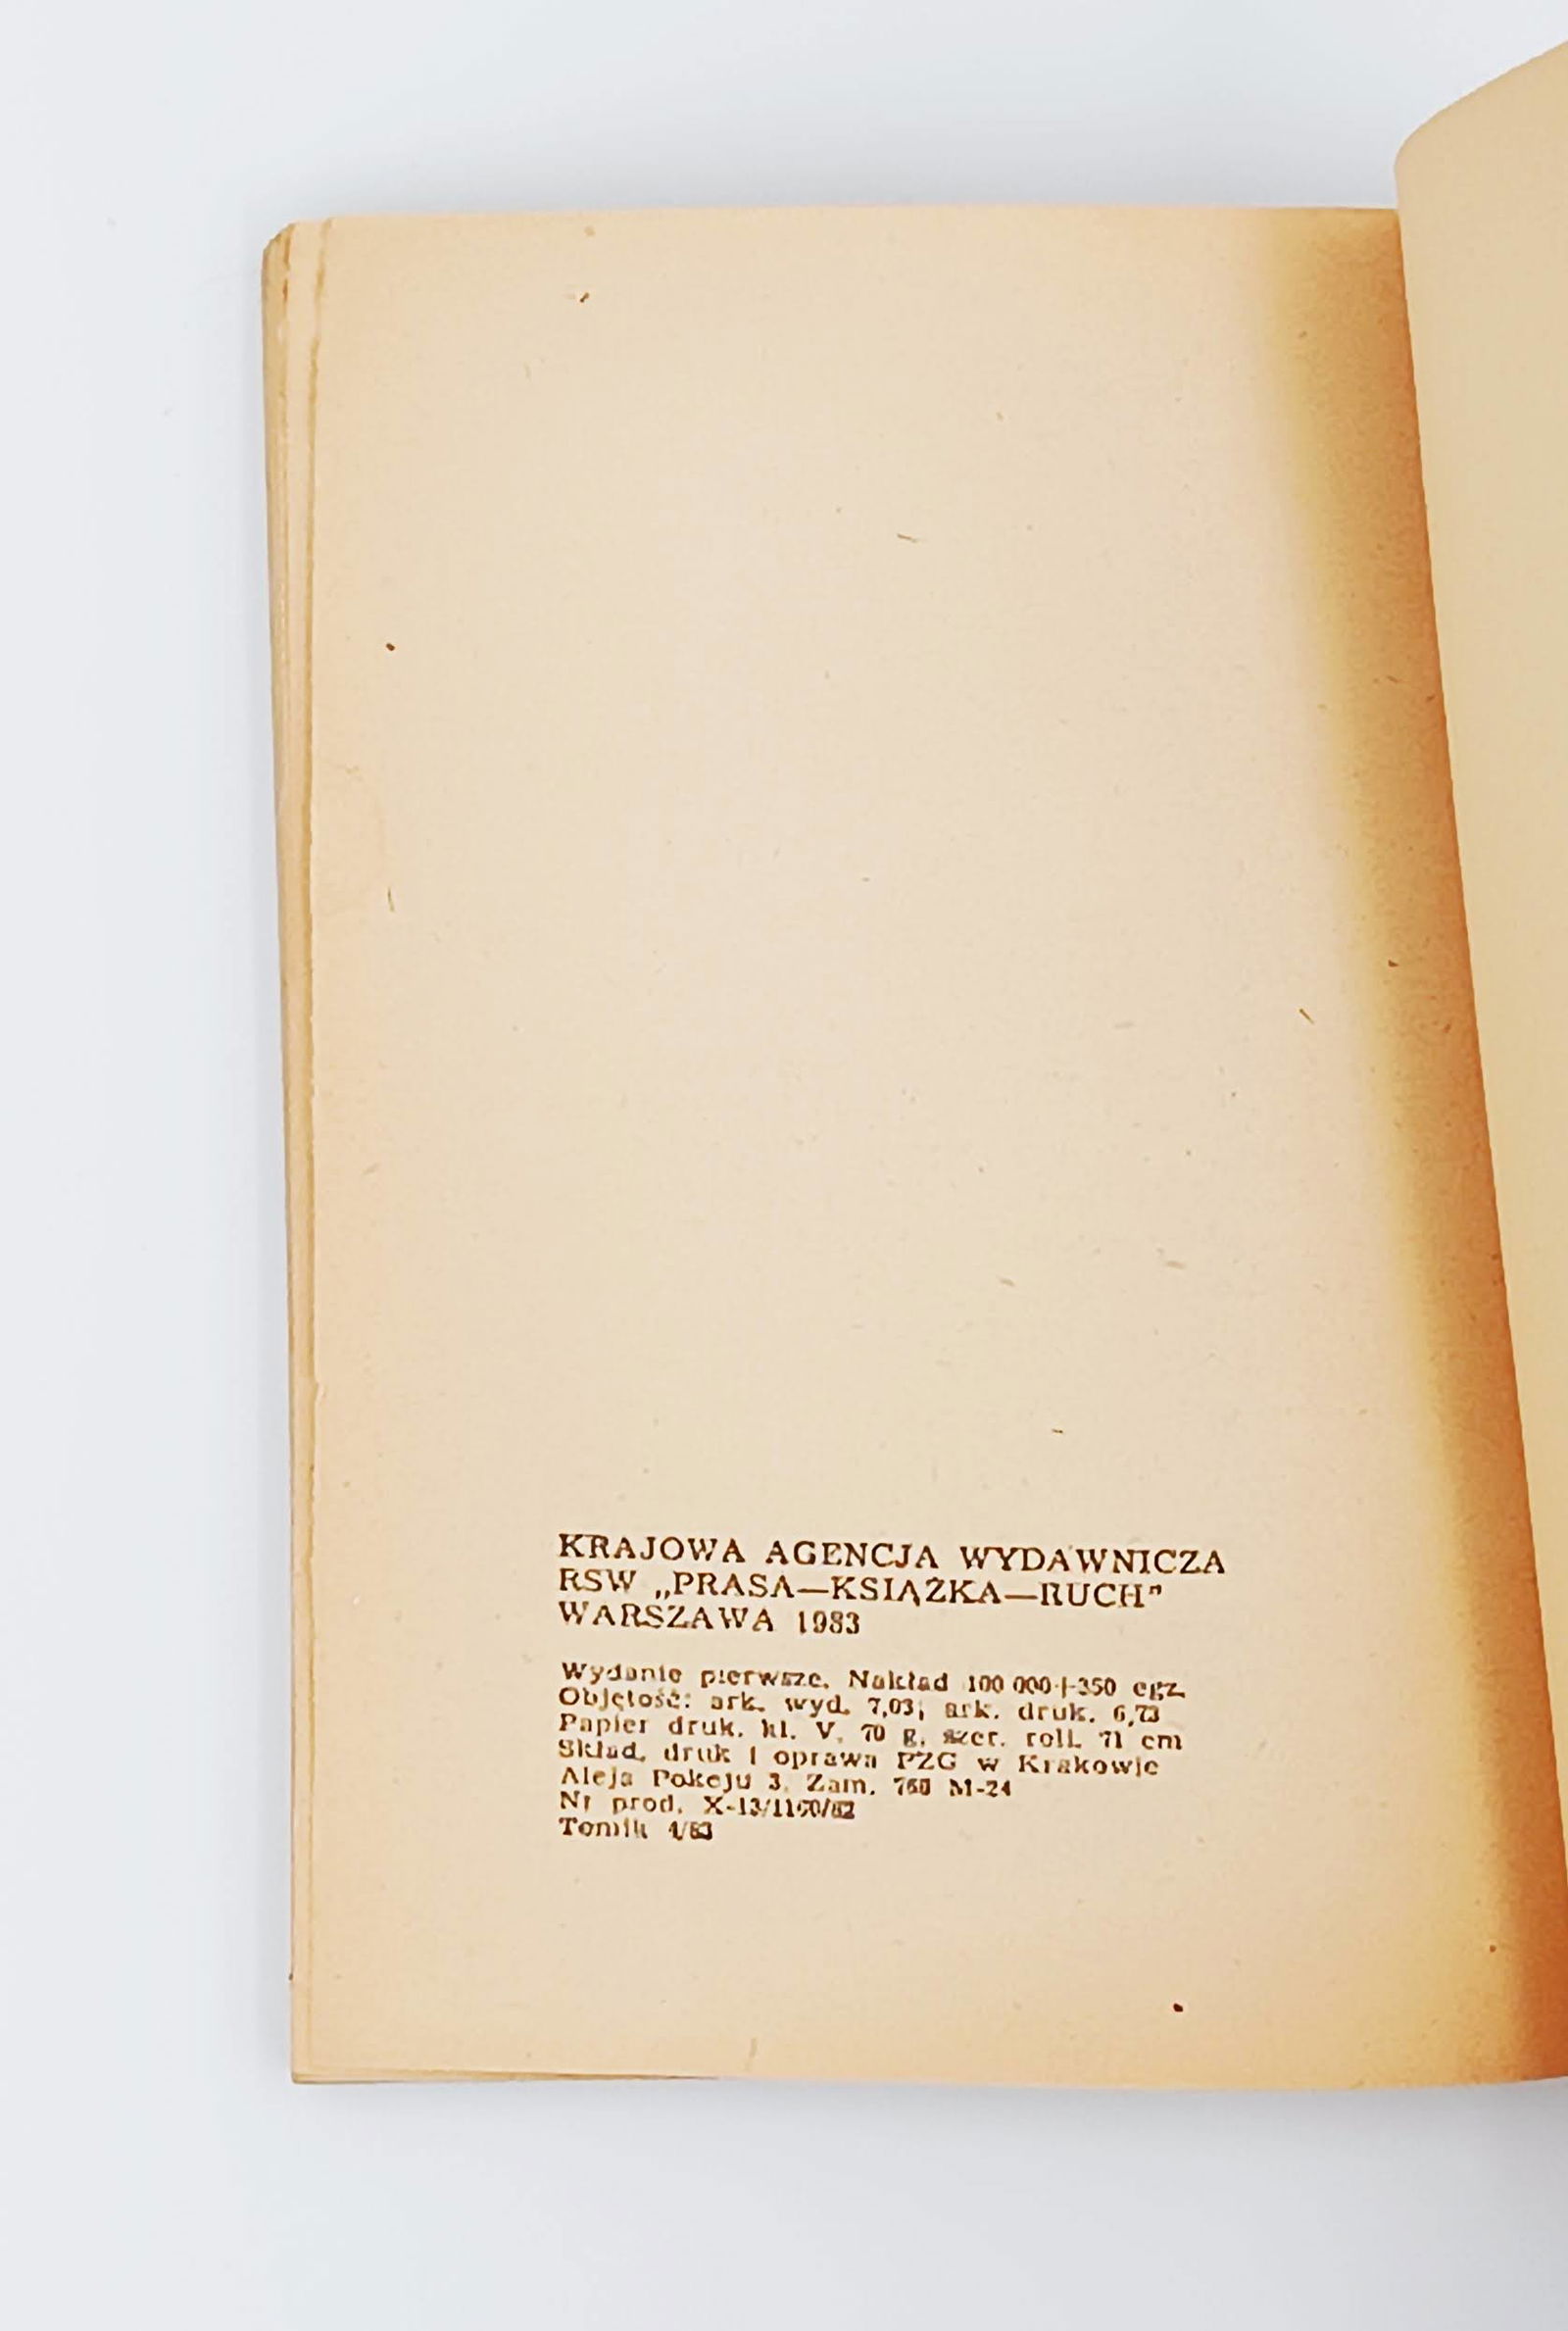 KRAJOWA AGENCJA WYDAWNICZA
RSW „PRASA—KSIĄŻKA—RUCH”
WARSZAWA 1983
Wydanie pierwsze. Nakład 100 000+350 egz.
Objętość: ark. wyd. 7,03; ark. druk. 6,73
Papier druk. kl. V, 70 g, szer. roll. 71 cm
Skład, druk i oprawa PZG w Krakowie
Aleja Pokoju 3. Zam. 760 M-24
Nr prod. X-13/1160/82
Tomik 4/83